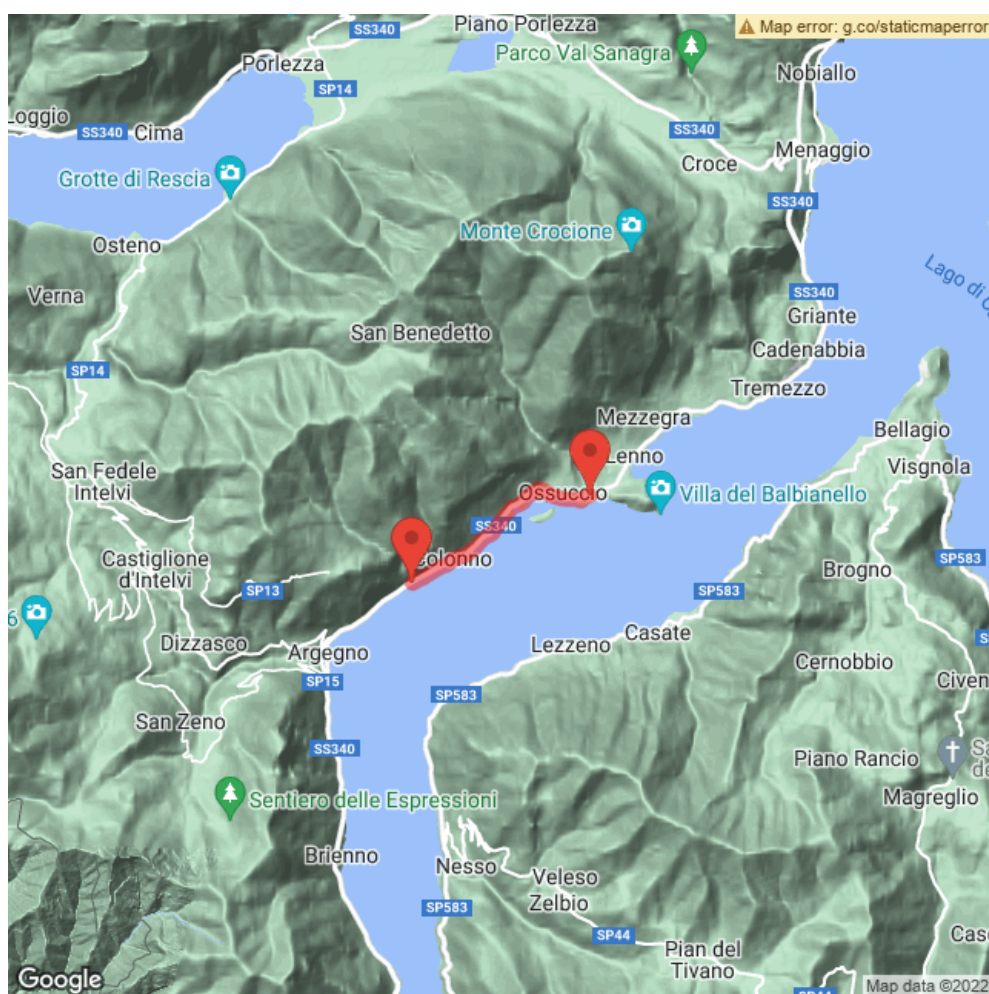 Piano Porlezza
SS340
Map error: g.co/staticmaperror
Parco Val Sanagra
Porlezza
Nobiallo
SP14
Loggio
SS340
Cima
SS340
Menaggio
Croce
Grotte di Rescia
SS340
Monte Crocione
Osteno
Lago di
Verna
SS340
Griante
San Benedetto
Cadenabbia
SP14
Tremezzo
Mezzegra
Bellagio
Lenno
Visgnola
San Fedele
Intelvi
Ossuccio
Villa del Balbianello
SS340
Castiglione
d'Intelvi
Colonno
SP583
Brogno
SP13
SP583
6
Dizzasco
Casate
Lezzeno
Argegno
Cernobbio
SP15
Civen
SP583
San Zeno
SS340
Piano Rancio
Magreglio
Sentiero delle Espressioni
Brienno
Nesso
Veleso
Zelbio
SP583
SP44
Pian del
Tivano
Google
Map data ©2022
SP44